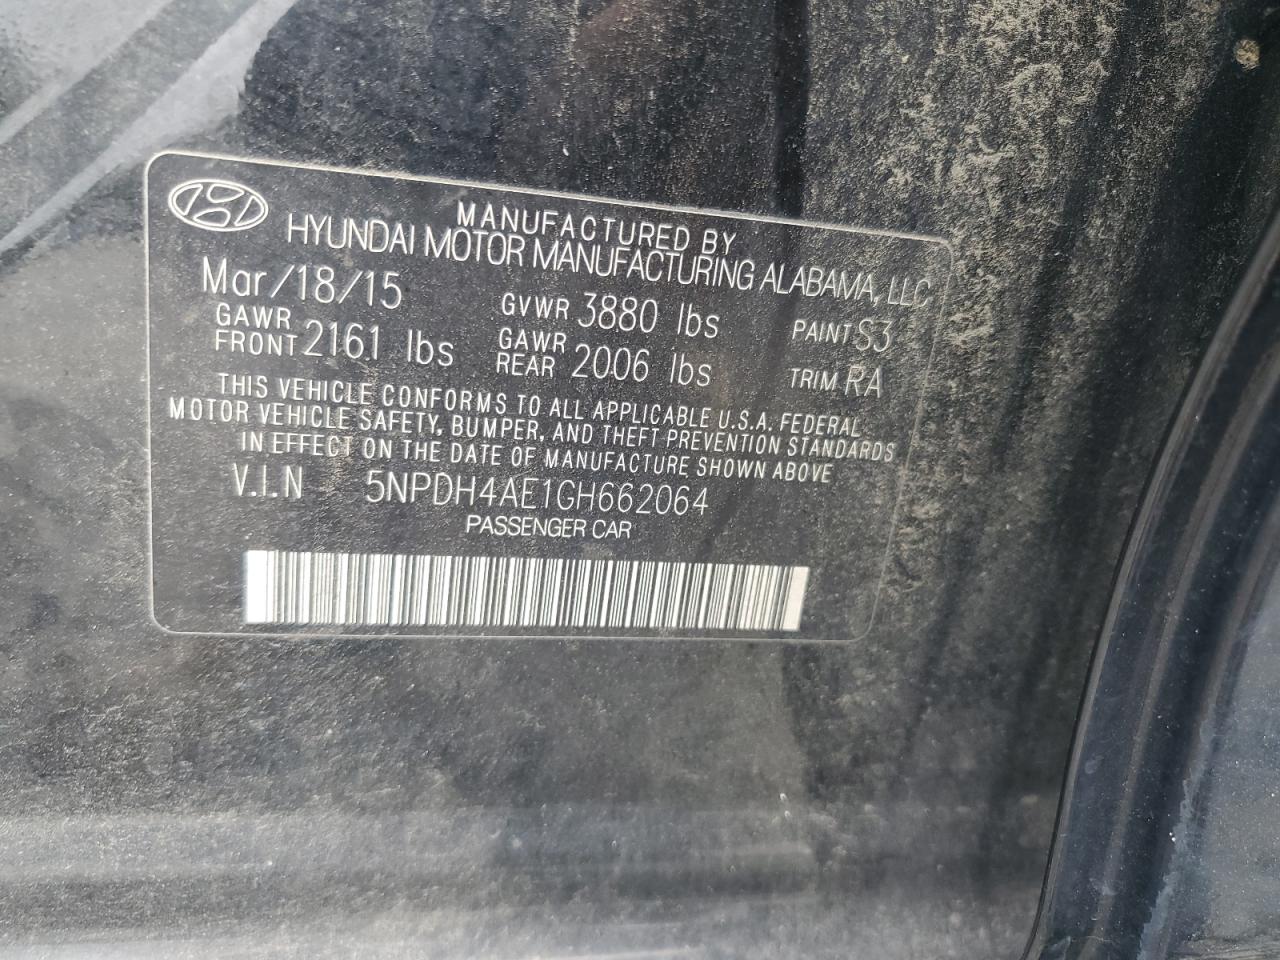 MANUFACTURED BY
HYUNDAI MOTOR MANUFACTURING ALABAMA, LLC
Mar/18/15 GVWR 3880 lbs PAINT S3
GAWR FRONT 2161 lbs GAWR REAR 2006 lbs TRIM RA
THIS VEHICLE CONFORMS TO ALL APPLICABLE U.S.A. FEDERAL
MOTOR VEHICLE SAFETY, BUMPER, AND THEFT PREVENTION STANDARDS
IN EFFECT ON THE DATE OF MANUFACTURE SHOWN ABOVE
V.I.N 5NPDH4AE1GH662064
PASSENGER CAR